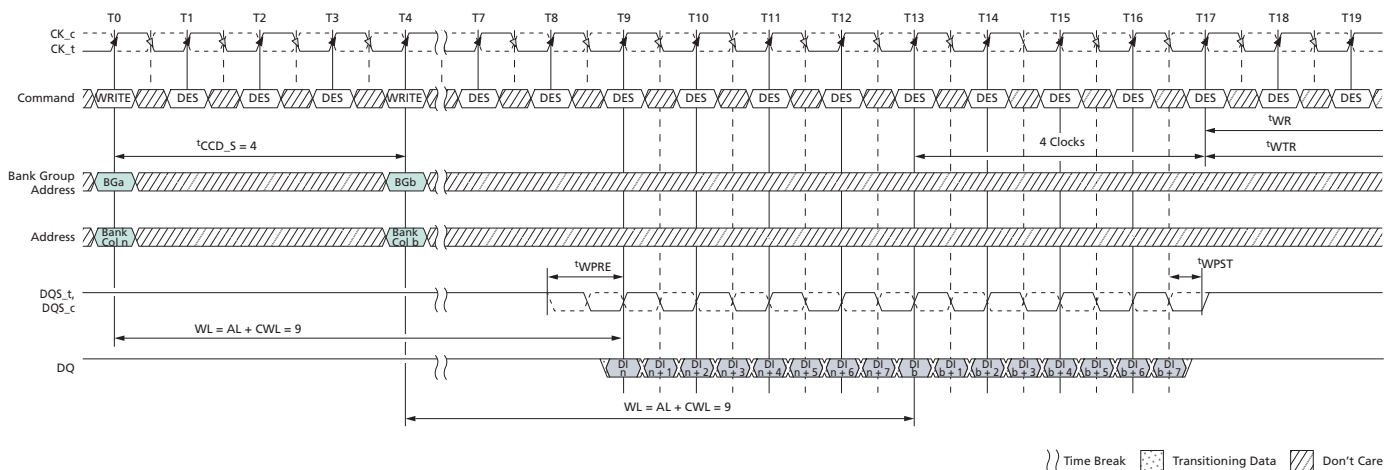 T0 T1 T2 T3 T4 T7 T8 T9 T10 T11 T12 T13 T14 T15 T16 T17 T18 T19
CK_c
CK_t
Command WRITE DES DES DES WRITE DES DES DES DES DES DES DES DES DES DES DES DES DES
tWR
tCCD_S = 4 4 Clocks tWTR
Bank Group
Address BGa BGb
Address Bank
Col n Bank
Col b
tWPRE tWPST
DQS_t,
DQS_c
WL = AL + CWL = 9
DQ DI
n DI
n + 1 DI
n + 2 DI
n + 3 DI
n + 4 DI
n + 5 DI
n + 6 DI
n + 7 DI
b DI
b + 1 DI
b + 2 DI
b + 3 DI
b + 4 DI
b + 5 DI
b + 6 DI
b + 7
WL = AL + CWL = 9
Time Break Transitioning Data Don't Care